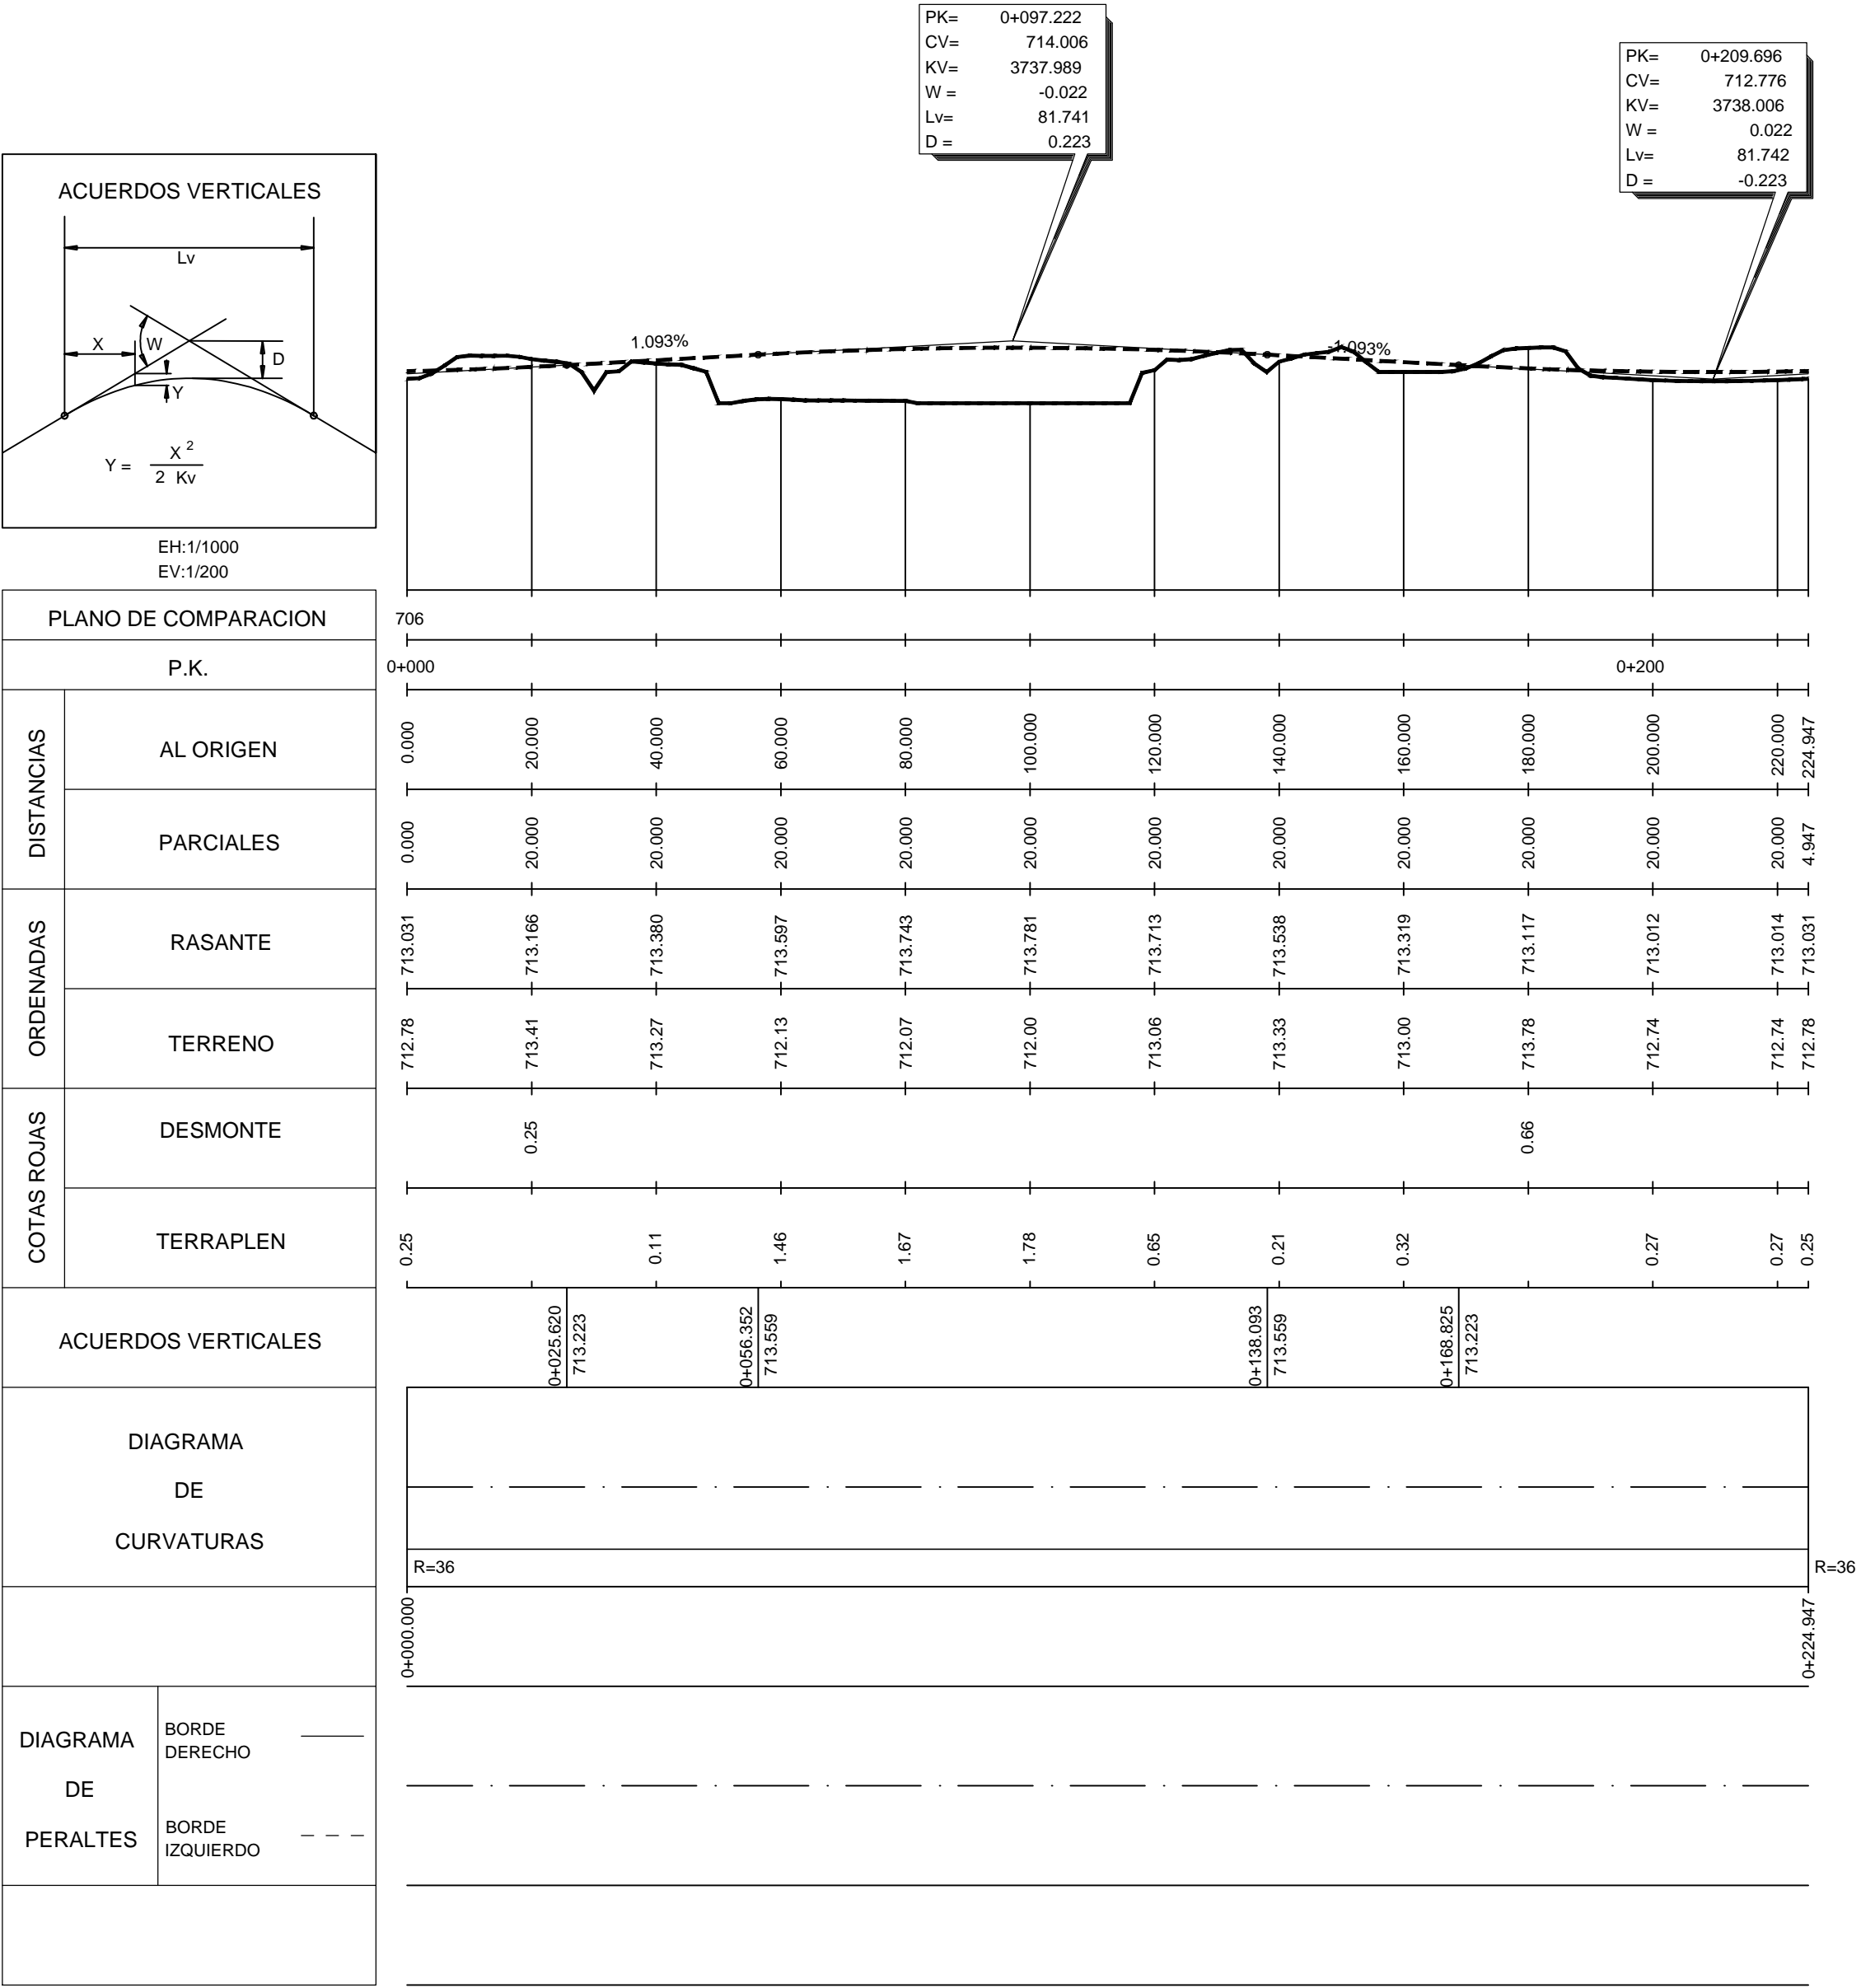 PK= 0+097.222
CV= 714.006
KV= 3737.989
W = -0.022
Lv= 81.741
D = 0.223
PK= 0+209.696
CV= 712.776
KV= 3738.006
W = 0.022
Lv= 81.742
D = -0.223
ACUERDOS VERTICALES
Lv
X
W
D
Y
Y = X 2
2 Kv
EH:1/1000
EV:1/200
1.093%
-1.093%
PLANO DE COMPARACION 706
P.K. 0+000 0+200
DISTANCIAS
AL ORIGEN 0.000 20.000 40.000 60.000 80.000 100.000 120.000 140.000 160.000 180.000 200.000 220.000 224.947
PARCIALES 0.000 20.000 20.000 20.000 20.000 20.000 20.000 20.000 20.000 20.000 20.000 20.000 4.947
ORDENADAS
RASANTE 713.031 713.166 713.380 713.597 713.743 713.781 713.713 713.538 713.319 713.117 713.012 713.014 713.031
TERRENO 712.78 713.41 713.27 712.13 712.07 712.00 713.06 713.33 713.00 713.78 712.74 712.74 712.78
COTAS ROJAS
DESMONTE 0.25 0.66
TERRAPLEN 0.25 0.11 1.46 1.67 1.78 0.65 0.21 0.32 0.27 0.27 0.25
ACUERDOS VERTICALES
0+025.620
713.223
0+056.352
713.559
0+138.093
713.559
0+168.825
713.223
DIAGRAMA
DE
CURVATURAS
R=36
R=36
0+000.000
0+224.947
DIAGRAMA
DE
PERALTES
BORDE
DERECHO
BORDE
IZQUIERDO